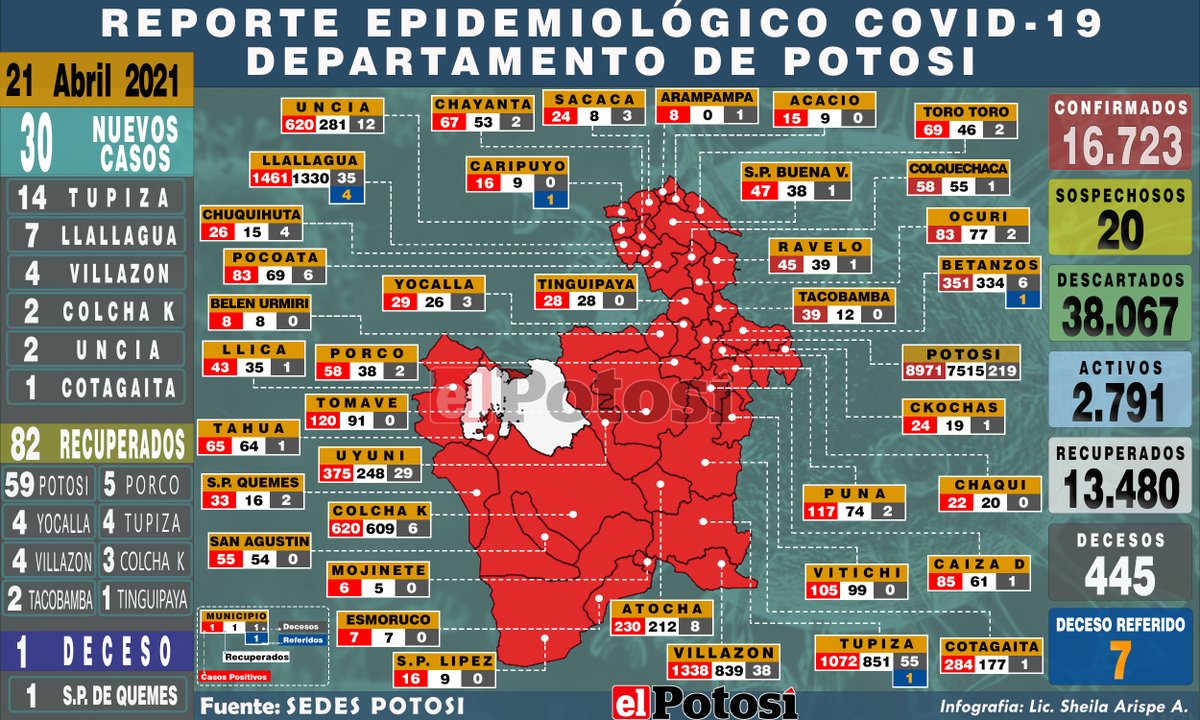 REPORTE EPIDEMIOLÓGICO COVID-19
DEPARTAMENTO DE POTOSI
21 Abril 2021
30 NUEVOS CASOS
14 TUPIZA
7 LLALLAGUA
4 VILLAZON
2 COLCHA K
2 UNCIA
1 COTAGAITA
82 RECUPERADOS
59 POTOSI 5 PORCO
4 YOCALLA 4 TUPIZA
4 VILLAZON 3 COLCHA K
2 TACOBAMBA 1 TINGUIPAYA
1 DECESO
1 S.P. DE QUEMES
UNCIA
620 281 12
CHAYANTA
67 53 2
SACACA
24 8 3
ARAMPAMPA
8 0 1
ACACIO
15 9 0
TORO TORO
69 46 2
LLALLAGUA
1461 1330 35
4
CARIPUYO
16 9 0
1
S.P. BUENA V.
47 38 1
COLQUECHACA
58 55 1
CHUQUIHUTA
26 15 4
OCURI
83 77 2
POCOATA
83 69 6
RAVELO
45 39 1
YOCALLA
29 26 3
TINGUIPAYA
28 28 0
BETANZOS
351 334 6
1
BELEN URMIRI
8 8 0
TACOBAMBA
39 12 0
LLICA
43 35 1
PORCO
58 38 2
POTOSI
8971 7515 219
TOMAVE
120 91 0
CKOCHAS
24 19 1
TAHUA
65 64 1
UYUNI
375 248 29
S.P. QUEMES
33 16 2
PUNA
117 74 2
CHAQUI
22 20 0
COLCHA K
620 609 6
SAN AGUSTIN
55 54 0
MOJINETE
6 5 0
VITICHI
105 99 0
CAIZA D
85 61 1
ESMORUCO
7 7 0
ATOCHA
230 212 8
S.P. LIPEZ
16 9 0
VILLAZON
1338 839 38
TUPIZA
1072 851 55
1
COTAGAITA
284 177 1
elPotosí
MUNICIPIO
1 1 1 Decesos
1 Referidos
Recuperados
Casos Positivos
CONFIRMADOS
16.723
SOSPECHOSOS
20
DESCARTADOS
38.067
ACTIVOS
2.791
RECUPERADOS
13.480
DECESOS
445
DECESO REFERIDO
7
Fuente: SEDES POTOSI
elPotosí
Infografia: Lic. Sheila Arispe A.